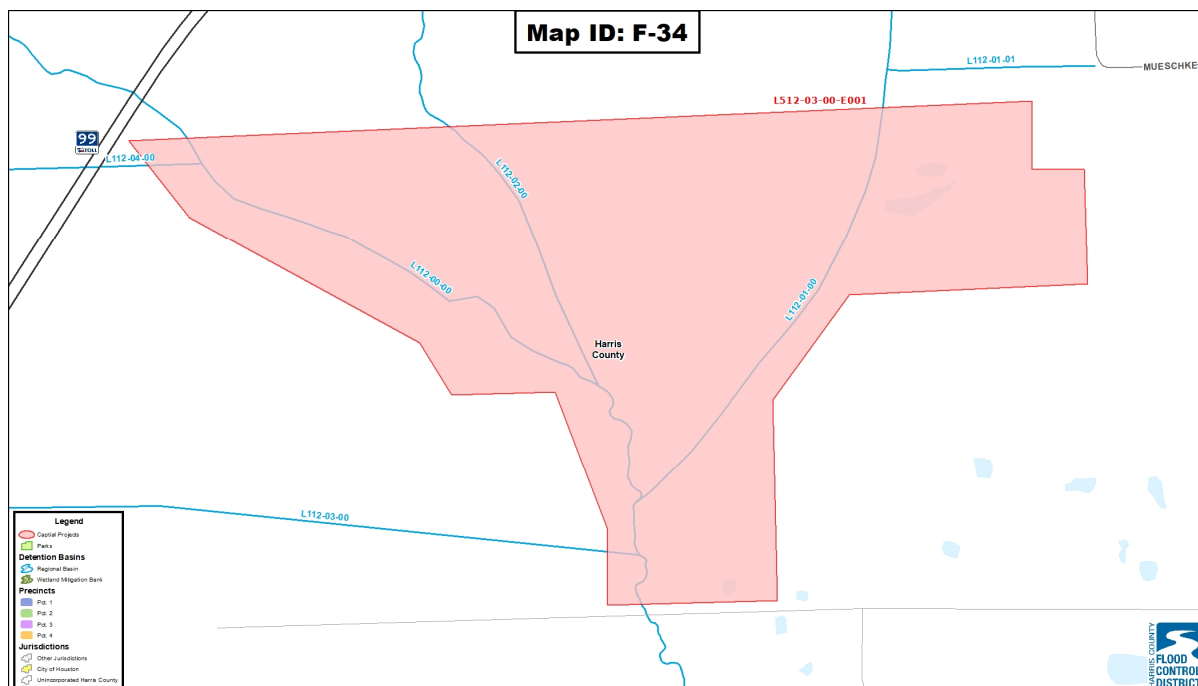 Map ID: F-34
L112-01-01
MUESCHKE
L512-03-00-E001
99
TOLL
L112-04-00
L112-02-00
L112-00-00
L112-01-00
Harris
County
L112-03-00
Legend
Captial Projects
Parks
Detention Basins
Regional Basin
Wetland Mitigation Bank
Precincts
Pct. 1
Pct. 2
Pct. 3
Pct. 4
Jurisdictions
Other Jurisdictions
City of Houston
Unincorporated Harris County
HARRIS COUNTY
FLOOD
CONTROL
DISTRICT